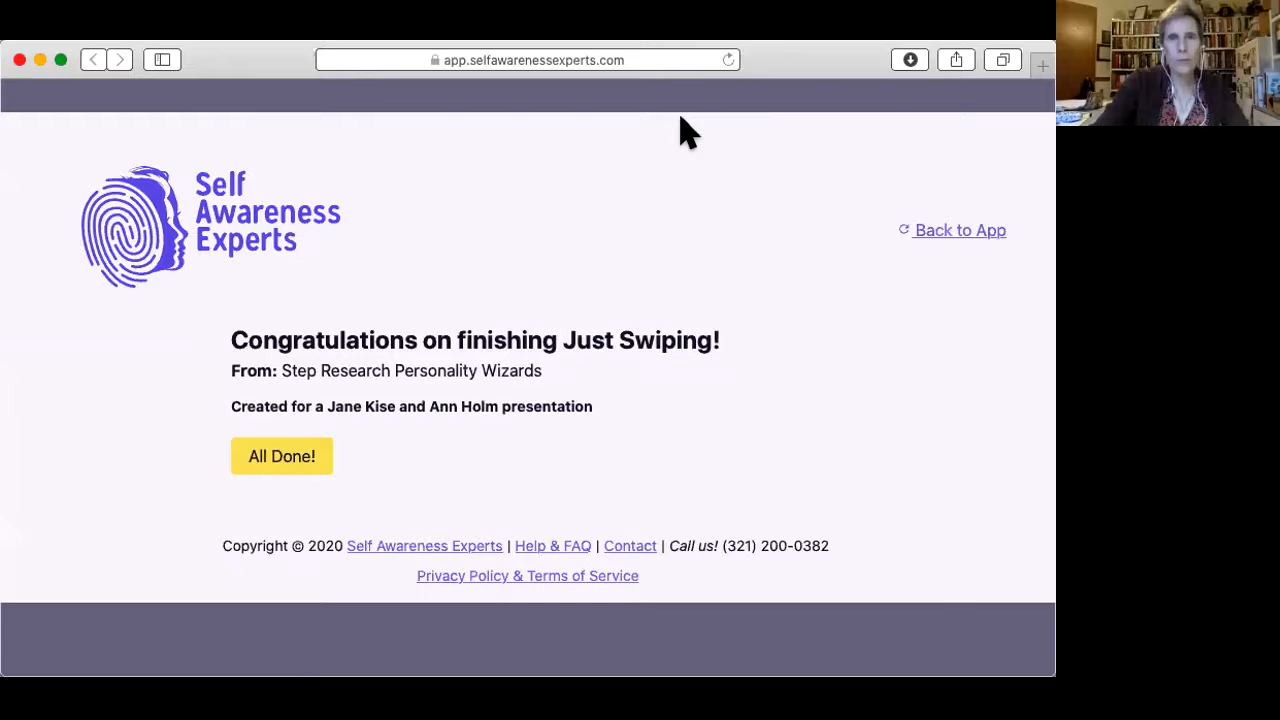 app.selfawarenessexperts.com
Self
Awareness
Experts
Back to App
Congratulations on finishing Just Swiping!
From: Step Research Personality Wizards
Created for a Jane Kise and Ann Holm presentation
All Done!
Copyright © 2020 Self Awareness Experts | Help & FAQ | Contact | Call us! (321) 200-0382
Privacy Policy & Terms of Service